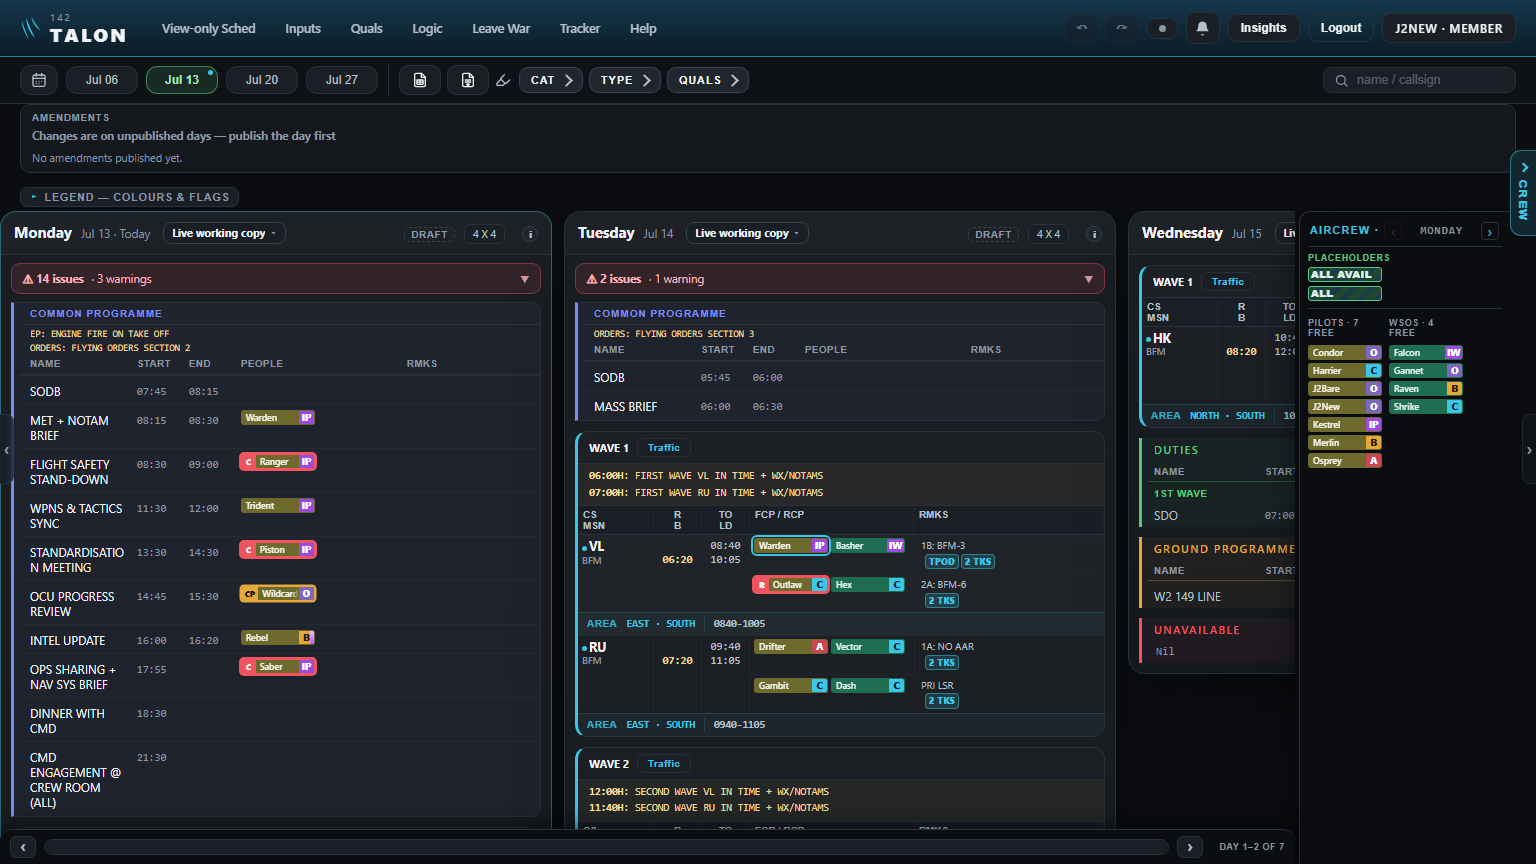 142
TALON
View-only Sched Inputs Quals Logic Leave War Tracker Help
Insights Logout J2NEW · MEMBER
Jul 06 Jul 13 Jul 20 Jul 27
CAT TYPE QUALS
name / callsign
AMENDMENTS
Changes are on unpublished days — publish the day first
No amendments published yet.
LEGEND — COLOURS & FLAGS
CREW
Monday Jul 13 · Today Live working copy DRAFT 4 X 4 i
14 issues · 3 warnings
COMMON PROGRAMME
EP: ENGINE FIRE ON TAKE OFF
ORDERS: FLYING ORDERS SECTION 2
NAME START END PEOPLE RMKS
SODB 07:45 08:15
MET + NOTAM BRIEF 08:15 08:30 Warden IP
FLIGHT SAFETY STAND-DOWN 08:30 09:00 C Ranger IP
WPNS & TACTICS SYNC 11:30 12:00 Trident IP
STANDARDISATIO
N MEETING 13:30 14:30 C Piston IP
OCU PROGRESS REVIEW 14:45 15:30 CP Wildcard O
INTEL UPDATE 16:00 16:20 Rebel B
OPS SHARING + NAV SYS BRIEF 17:55 C Saber IP
DINNER WITH CMD 18:30
CMD ENGAGEMENT @ CREW ROOM (ALL) 21:30
Tuesday Jul 14 Live working copy DRAFT 4 X 4 i
2 issues · 1 warning
COMMON PROGRAMME
ORDERS: FLYING ORDERS SECTION 3
NAME START END PEOPLE RMKS
SODB 05:45 06:00
MASS BRIEF 06:00 06:30
WAVE 1 Traffic
06:00H: FIRST WAVE VL IN TIME + WX/NOTAMS
07:00H: FIRST WAVE RU IN TIME + WX/NOTAMS
CS R TO FCP / RCP RMKS
MSN B LD
VL 08:40 Warden IP Basher IW 1B: BFM-3
BFM 06:20 10:05 TPOD 2 TKS
R Outlaw C Hex C 2A: BFM-6
2 TKS
AREA EAST · SOUTH 0840-1005
RU 09:40 Drifter A Vector C 1A: NO AAR
BFM 07:20 11:05 2 TKS
Gambit C Dash C PRI LSR
2 TKS
AREA EAST · SOUTH 0940-1105
WAVE 2 Traffic
12:00H: SECOND WAVE VL IN TIME + WX/NOTAMS
11:40H: SECOND WAVE RU IN TIME + WX/NOTAMS
Wednesday Jul 15 Li
WAVE 1 Traffic
CS R TO
MSN B LD
HK 10:4
BFM 08:20 12:0
AREA NORTH · SOUTH 10
DUTIES
NAME START
1ST WAVE
SDO 07:00
GROUND PROGRAMME
NAME START
W2 149 LINE
UNAVAILABLE
Nil
AIRCREW · MONDAY
PLACEHOLDERS
ALL AVAIL
ALL
PILOTS · 7 FREE WSOS · 4 FREE
Condor O Falcon IW
Harrier C Gannet O
J2Bare O Raven B
J2New O Shrike C
Kestrel IP
Merlin B
Osprey A
DAY 1–2 OF 7